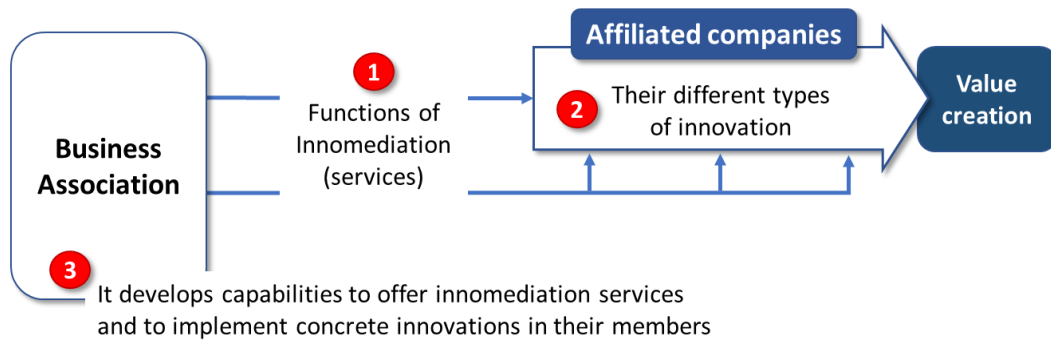 Affiliated companies
1
Functions of
Innomediation
(services)
2
Their different types
of innovation
Value
creation
Business
Association
3
It develops capabilities to offer innomediation services
and to implement concrete innovations in their members